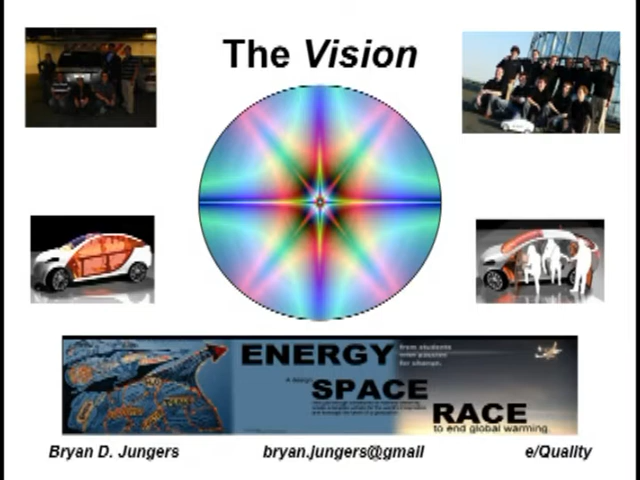 The Vision
ENERGY
from students
with passion
for change.
A design
SPACE
RACE
to end global warming.
Bryan D. Jungers
bryan.jungers@gmail
e/Quality